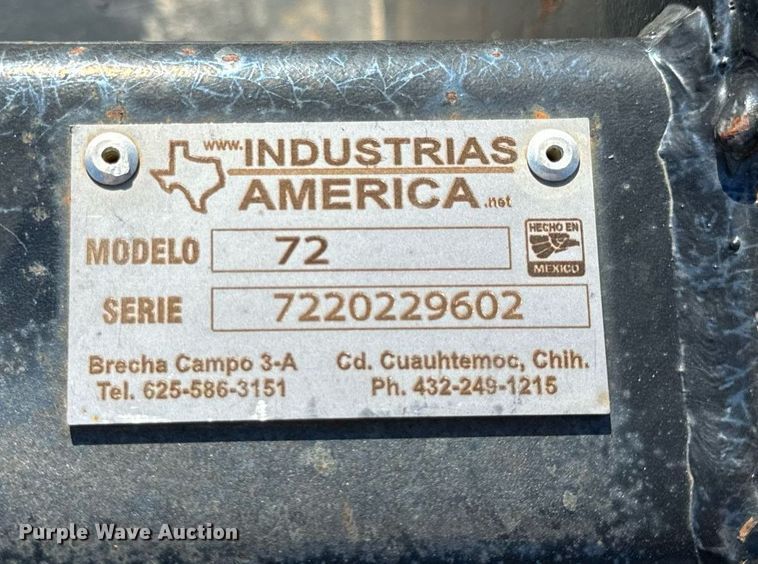 www.INDUSTRIAS
AMERICA.net
MODELO 72
HECHO EN
MEXICO
SERIE 7220229602
Brecha Campo 3-A Cd. Cuauhtemoc, Chih.
Tel. 625-586-3151 Ph. 432-249-1215
Purple Wave Auction